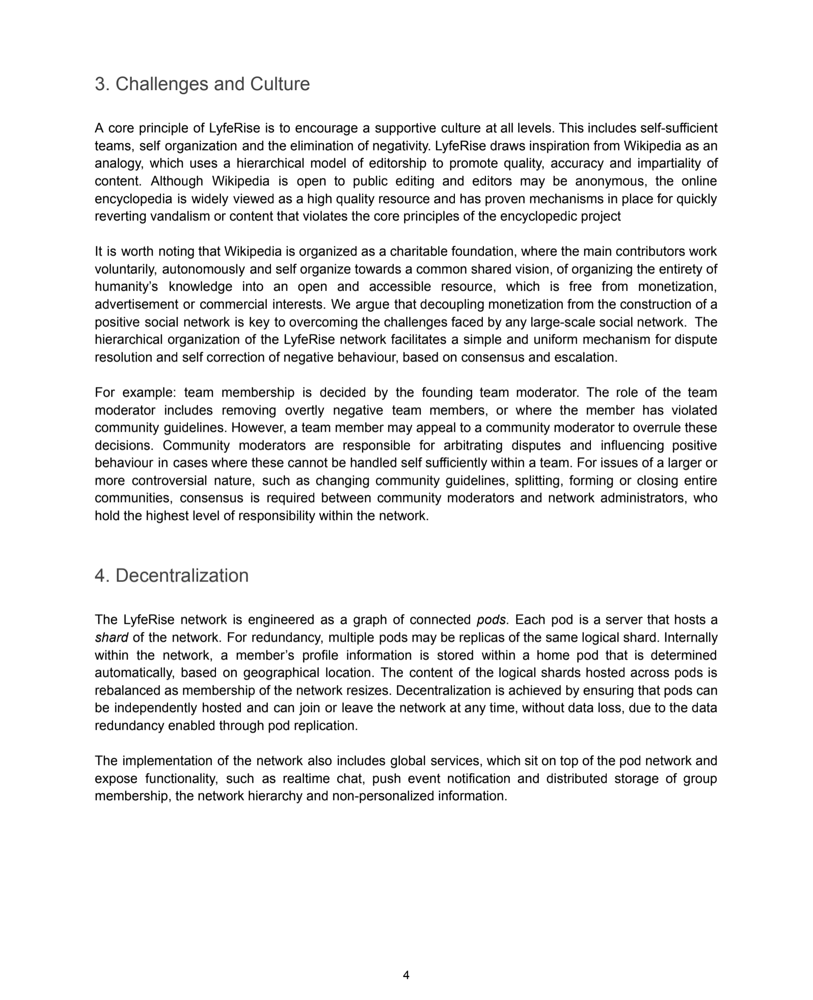 3. Challenges and Culture
A core principle of LyfeRise is to encourage a supportive culture at all levels. This includes self-sufficient
teams, self organization and the elimination of negativity. LyfeRise draws inspiration from Wikipedia as an
analogy, which uses a hierarchical model of editorship to promote quality, accuracy and impartiality of
content. Although Wikipedia is open to public editing and editors may be anonymous, the online
encyclopedia is widely viewed as a high quality resource and has proven mechanisms in place for quickly
reverting vandalism or content that violates the core principles of the encyclopedic project
It is worth noting that Wikipedia is organized as a charitable foundation, where the main contributors work
voluntarily, autonomously and self organize towards a common shared vision, of organizing the entirety of
humanity’s knowledge into an open and accessible resource, which is free from monetization,
advertisement or commercial interests. We argue that decoupling monetization from the construction of a
positive social network is key to overcoming the challenges faced by any large-scale social network. The
hierarchical organization of the LyfeRise network facilitates a simple and uniform mechanism for dispute
resolution and self correction of negative behaviour, based on consensus and escalation.
For example: team membership is decided by the founding team moderator. The role of the team
moderator includes removing overtly negative team members, or where the member has violated
community guidelines. However, a team member may appeal to a community moderator to overrule these
decisions. Community moderators are responsible for arbitrating disputes and influencing positive
behaviour in cases where these cannot be handled self sufficiently within a team. For issues of a larger or
more controversial nature, such as changing community guidelines, splitting, forming or closing entire
communities, consensus is required between community moderators and network administrators, who
hold the highest level of responsibility within the network.
4. Decentralization
The LyfeRise network is engineered as a graph of connected pods. Each pod is a server that hosts a
shard of the network. For redundancy, multiple pods may be replicas of the same logical shard. Internally
within the network, a member’s profile information is stored within a home pod that is determined
automatically, based on geographical location. The content of the logical shards hosted across pods is
rebalanced as membership of the network resizes. Decentralization is achieved by ensuring that pods can
be independently hosted and can join or leave the network at any time, without data loss, due to the data
redundancy enabled through pod replication.
The implementation of the network also includes global services, which sit on top of the pod network and
expose functionality, such as realtime chat, push event notification and distributed storage of group
membership, the network hierarchy and non-personalized information.
4